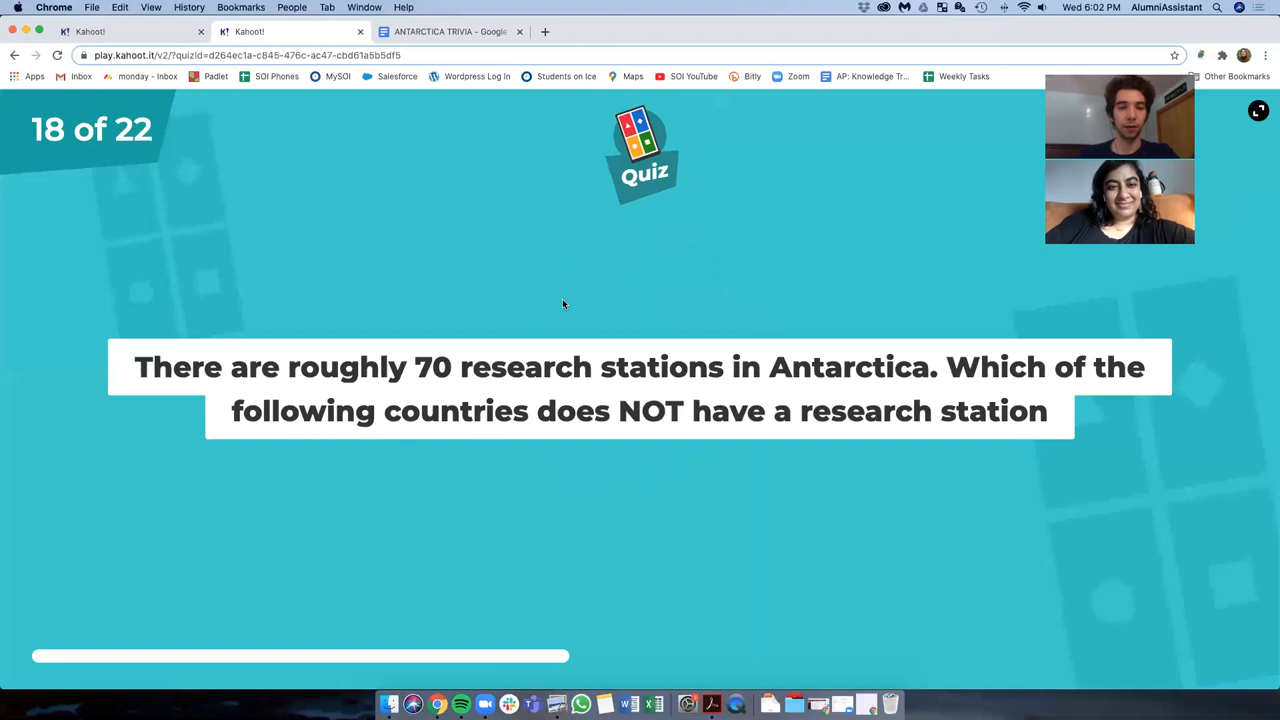 Chrome File Edit View History Bookmarks People Tab Window Help Wed 6:02 PM AlumniAssistant
Kahoot! Kahoot! ANTARCTICA TRIVIA - Google
play.kahoot.it/v2/?quizId=d264ec1a-c845-476c-ac47-cbd61a5b5df5
Apps Inbox monday - Inbox Padlet SOI Phones MySOI Salesforce Wordpress Log In Students on Ice Maps SOI YouTube Bitly Zoom AP: Knowledge Tr... Weekly Tasks Other Bookmarks
18 of 22
Quiz
There are roughly 70 research stations in Antarctica. Which of the
following countries does NOT have a research station